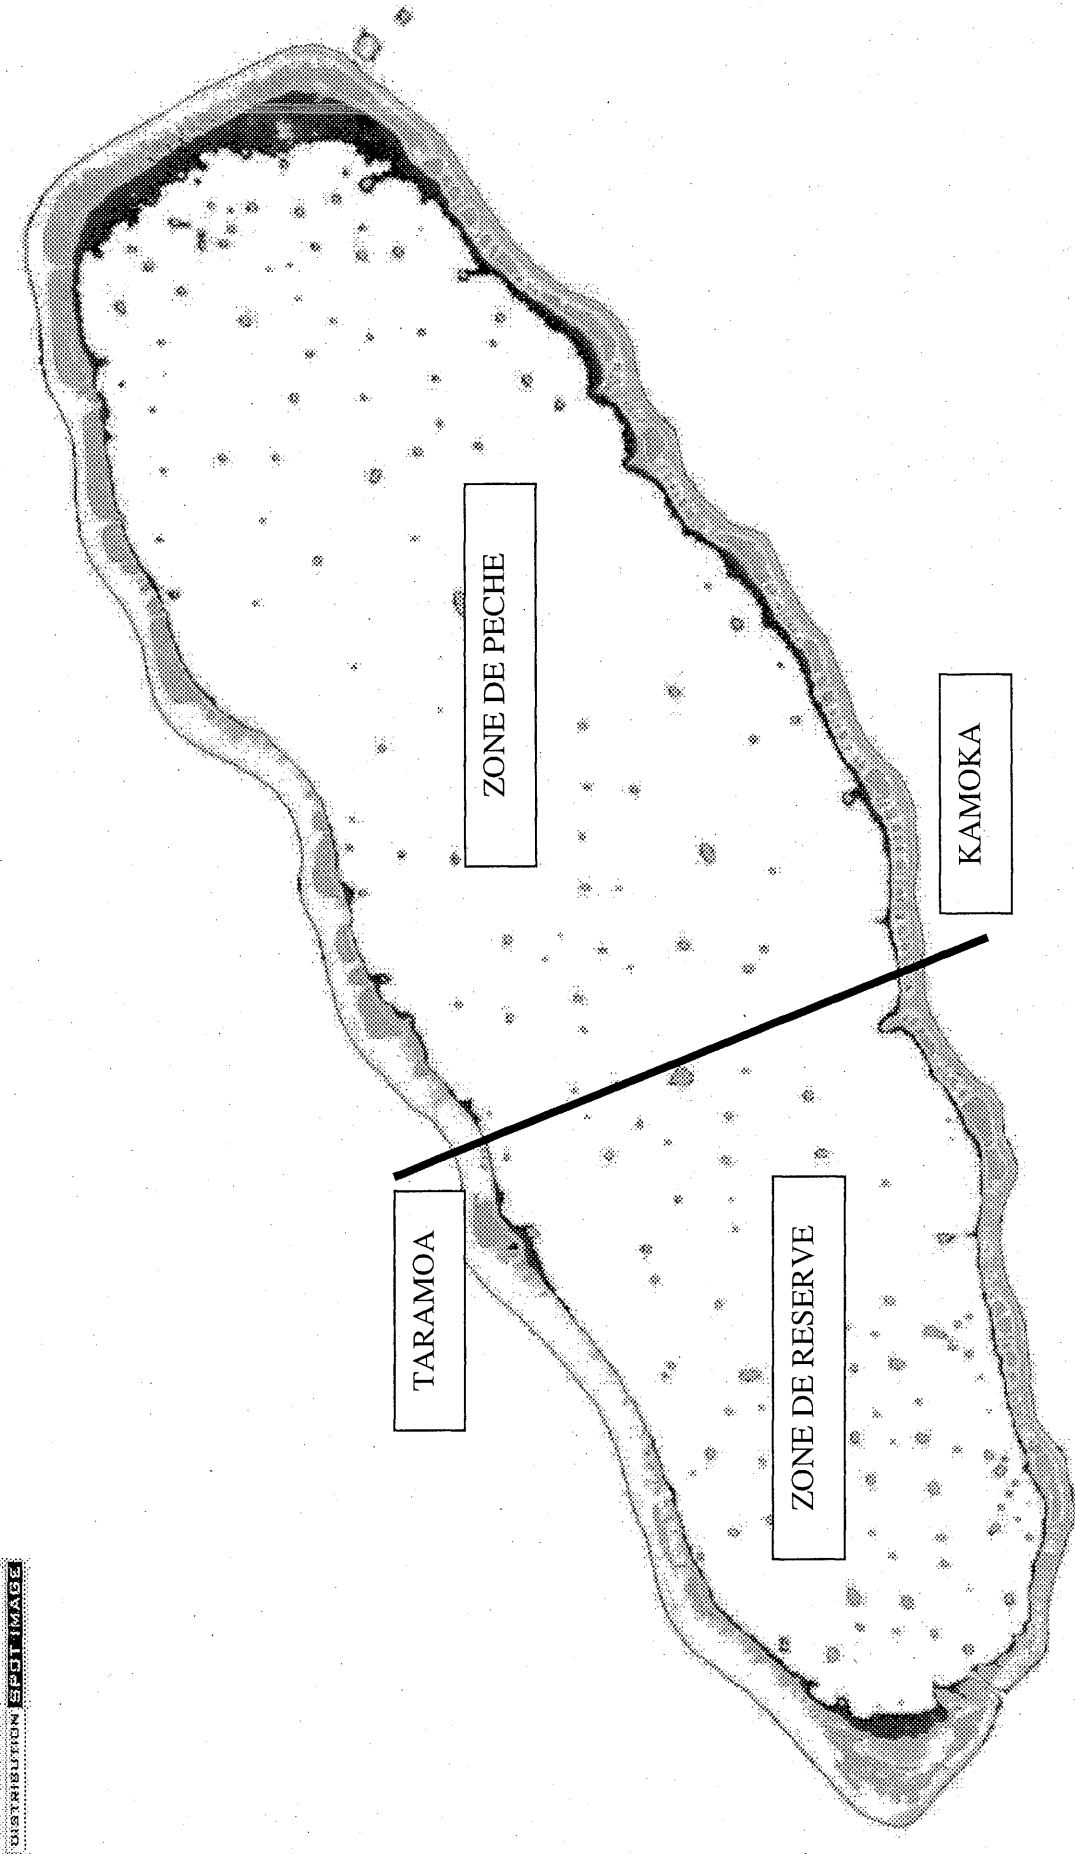 ZONE DE PECHE
KAMOKA
TARAMOA
ZONE DE RESERVE
DISTRIBUTION SPOT IMAGE